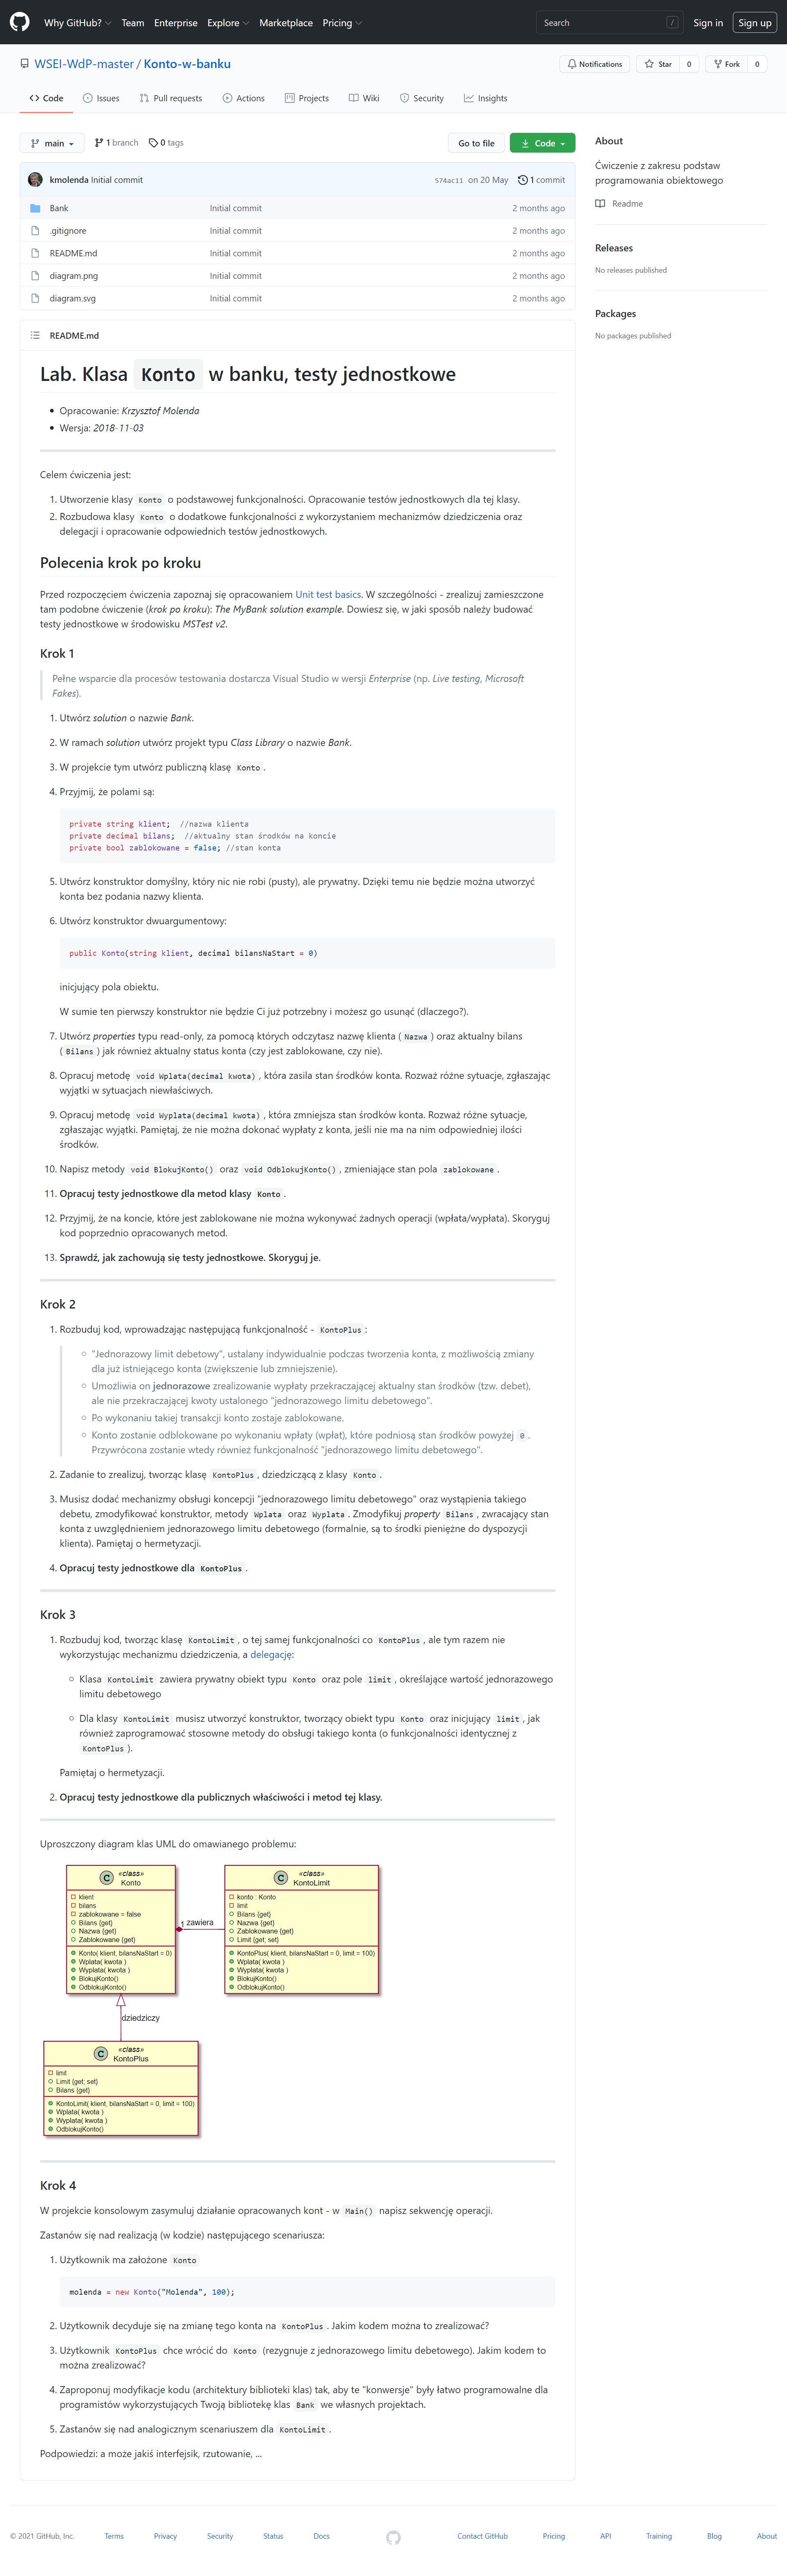 Why GitHub? Team Enterprise Explore Marketplace Pricing Search / Sign in Sign up
WSEI-WdP-master / Konto-w-banku Notifications Star 0 Fork 0
Code Issues Pull requests Actions Projects Wiki Security Insights
main 1 branch 0 tags Go to file Code
kmolenda Initial commit 574ac11 on 20 May 1 commit
Bank Initial commit 2 months ago
.gitignore Initial commit 2 months ago
README.md Initial commit 2 months ago
diagram.png Initial commit 2 months ago
diagram.svg Initial commit 2 months ago
About
Ćwiczenie z zakresu podstaw
programowania obiektowego
Readme
Releases
No releases published
Packages
No packages published
README.md
Lab. Klasa Konto w banku, testy jednostkowe
Opracowanie: Krzysztof Molenda
Wersja: 2018-11-03
Celem ćwiczenia jest:
1. Utworzenie klasy Konto o podstawowej funkcjonalności. Opracowanie testów jednostkowych dla tej klasy.
2. Rozbudowa klasy Konto o dodatkowe funkcjonalności z wykorzystaniem mechanizmów dziedziczenia oraz
delegacji i opracowanie odpowiednich testów jednostkowych.
Polecenia krok po kroku
Przed rozpoczęciem ćwiczenia zapoznaj się opracowaniem Unit test basics. W szczególności - zrealizuj zamieszczone
tam podobne ćwiczenie (krok po kroku): The MyBank solution example. Dowiesz się, w jaki sposób należy budować
testy jednostkowe w środowisku MSTest v2.
Krok 1
Pełne wsparcie dla procesów testowania dostarcza Visual Studio w wersji Enterprise (np. Live testing, Microsoft
Fakes).
1. Utwórz solution o nazwie Bank.
2. W ramach solution utwórz projekt typu Class Library o nazwie Bank.
3. W projekcie tym utwórz publiczną klasę Konto.
4. Przyjmij, że polami są:
private string klient; //nazwa klienta
private decimal bilans; //aktualny stan środków na koncie
private bool zablokowane = false; //stan konta
5. Utwórz konstruktor domyślny, który nic nie robi (pusty), ale prywatny. Dzięki temu nie będzie można utworzyć
konta bez podania nazwy klienta.
6. Utwórz konstruktor dwuargumentowy:
public Konto(string klient, decimal bilansNaStart = 0)
inicjujący pola obiektu.
W sumie ten pierwszy konstruktor nie będzie Ci już potrzebny i możesz go usunąć (dlaczego?).
7. Utwórz properties typu read-only, za pomocą których odczytasz nazwę klienta (Nazwa) oraz aktualny bilans
(Bilans) jak również aktualny status konta (czy jest zablokowane, czy nie).
8. Opracuj metodę void Wplata(decimal kwota), która zasila stan środków konta. Rozważ różne sytuacje, zgłaszając
wyjątki w sytuacjach niewłaściwych.
9. Opracuj metodę void Wyplata(decimal kwota), która zmniejsza stan środków konta. Rozważ różne sytuacje,
zgłaszając wyjątki. Pamiętaj, że nie można dokonać wypłaty z konta, jeśli nie ma na nim odpowiedniej ilości
środków.
10. Napisz metody void BlokujKonto() oraz void OdblokujKonto(), zmieniające stan pola zablokowane.
11. Opracuj testy jednostkowe dla metod klasy Konto.
12. Przyjmij, że na koncie, które jest zablokowane nie można wykonywać żadnych operacji (wpłata/wypłata). Skoryguj
kod poprzednio opracowanych metod.
13. Sprawdź, jak zachowują się testy jednostkowe. Skoryguj je.
Krok 2
1. Rozbuduj kod, wprowadzając następującą funkcjonalność - KontoPlus:
"Jednorazowy limit debetowy", ustalany indywidualnie podczas tworzenia konta, z możliwością zmiany
dla już istniejącego konta (zwiększenie lub zmniejszenie).
Umożliwia on jednorazowe zrealizowanie wypłaty przekraczającej aktualny stan środków (tzw. debet),
ale nie przekraczającej kwoty ustalonego "jednorazowego limitu debetowego".
Po wykonaniu takiej transakcji konto zostaje zablokowane.
Konto zostanie odblokowane po wykonaniu wpłaty (wpłat), które podniosą stan środków powyżej 0.
Przywrócona zostanie wtedy również funkcjonalność "jednorazowego limitu debetowego".
2. Zadanie to zrealizuj, tworząc klasę KontoPlus, dziedziczącą z klasy Konto.
3. Musisz dodać mechanizmy obsługi koncepcji "jednorazowego limitu debetowego" oraz wystąpienia takiego
debetu, zmodyfikować konstruktor, metody Wplata oraz Wyplata. Zmodyfikuj property Bilans, zwracający stan
konta z uwzględnieniem jednorazowego limitu debetowego (formalnie, są to środki pieniężne do dyspozycji
klienta). Pamiętaj o hermetyzacji.
4. Opracuj testy jednostkowe dla KontoPlus.
Krok 3
1. Rozbuduj kod, tworząc klasę KontoLimit, o tej samej funkcjonalności co KontoPlus, ale tym razem nie
wykorzystując mechanizmu dziedziczenia, a delegację:
Klasa KontoLimit zawiera prywatny obiekt typu Konto oraz pole limit, określające wartość jednorazowego
limitu debetowego
Dla klasy KontoLimit musisz utworzyć konstruktor, tworzący obiekt typu Konto oraz inicjujący limit, jak
również zaprogramować stosowne metody do obsługi takiego konta (o funkcjonalności identycznej z
KontoPlus).
Pamiętaj o hermetyzacji.
2. Opracuj testy jednostkowe dla publicznych właściwości i metod tej klasy.
Uproszczony diagram klas UML do omawianego problemu:
C «class»
Konto
klient
bilans
zablokowane = false
Bilans {get}
Nazwa {get}
Zablokowane {get}
Konto( klient, bilansNaStart = 0)
Wplata( kwota )
Wyplata( kwota )
BlokujKonto()
OdblokujKonto()
1 zawiera
C «class»
KontoLimit
konto : Konto
limit
Bilans {get}
Nazwa {get}
Zablokowane {get}
Limit {get; set}
KontoPlus( klient, bilansNaStart = 0, limit = 100)
Wplata( kwota )
Wyplata( kwota )
BlokujKonto()
OdblokujKonto()
dziedziczy
C «class»
KontoPlus
limit
Limit {get; set}
Bilans {get}
KontoLimit( klient, bilansNaStart = 0, limit = 100)
Wplata( kwota )
Wyplata( kwota )
OdblokujKonto()
Krok 4
W projekcie konsolowym zasymuluj działanie opracowanych kont - w Main() napisz sekwencję operacji.
Zastanów się nad realizacją (w kodzie) następującego scenariusza:
1. Użytkownik ma założone Konto
molenda = new Konto("Molenda", 100);
2. Użytkownik decyduje się na zmianę tego konta na KontoPlus. Jakim kodem można to zrealizować?
3. Użytkownik KontoPlus chce wrócić do Konto (rezygnuje z jednorazowego limitu debetowego). Jakim kodem to
można zrealizować?
4. Zaproponuj modyfikacje kodu (architektury biblioteki klas) tak, aby te "konwersje" były łatwo programowalne dla
programistów wykorzystujących Twoją bibliotekę klas Bank we własnych projektach.
5. Zastanów się nad analogicznym scenariuszem dla KontoLimit.
Podpowiedzi: a może jakiś interfejsik, rzutowanie, ...
© 2021 GitHub, Inc. Terms Privacy Security Status Docs Contact GitHub Pricing API Training Blog About